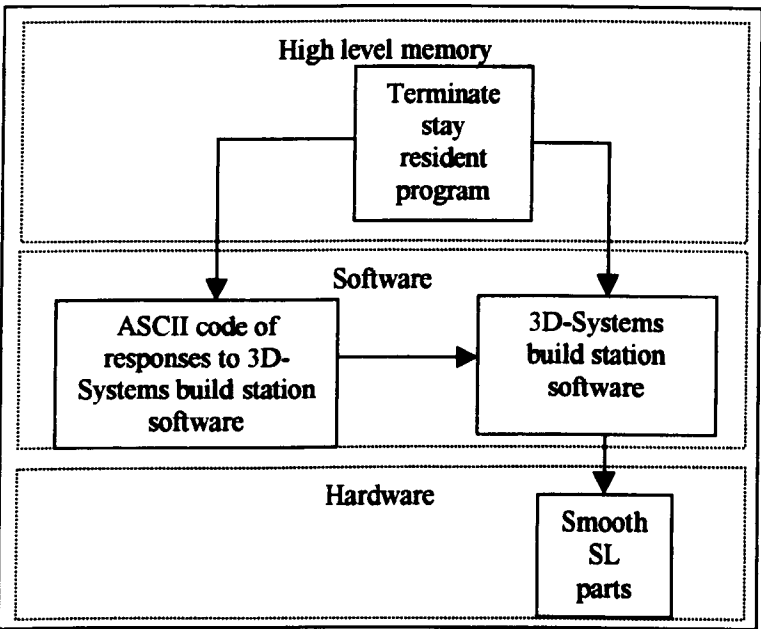 High level memory
Terminate
stay
resident
program
Software
ASCII code of
responses to 3D-
Systems build station
software
3D-Systems
build station
software
Hardware
Smooth
SL
parts